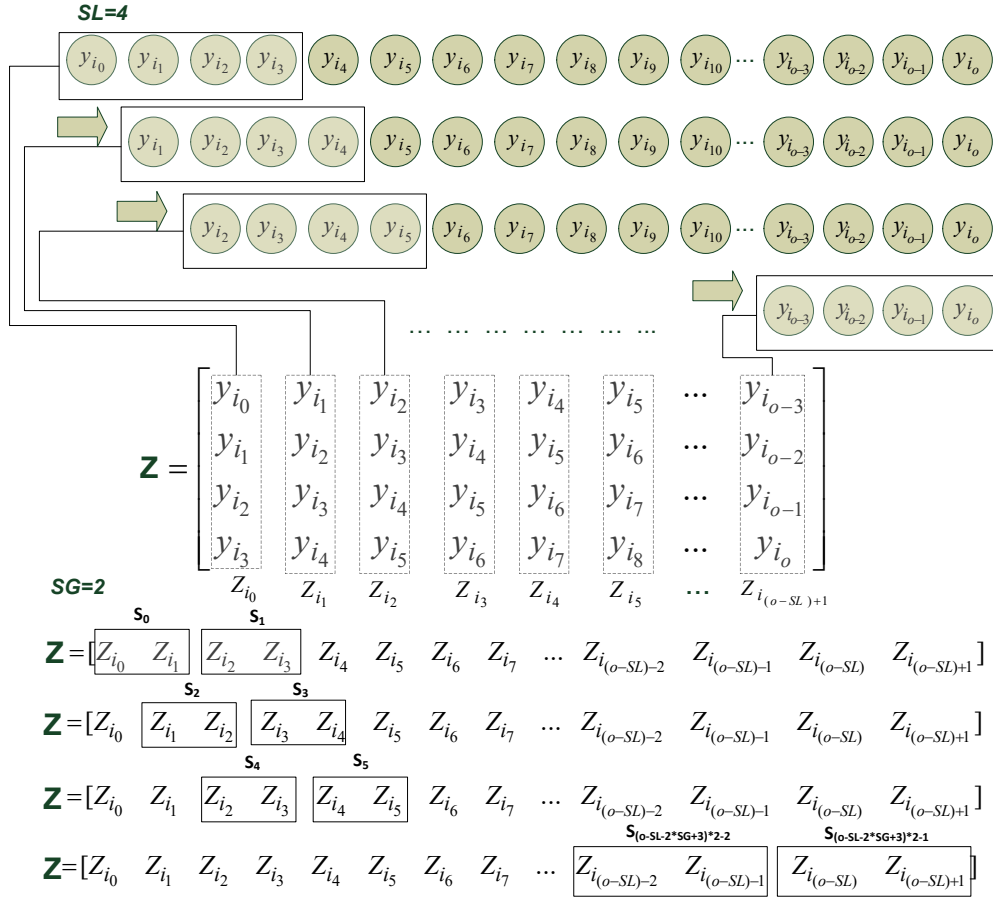 SL=4
y_{i_0} y_{i_1} y_{i_2} y_{i_3} y_{i_4} y_{i_5} y_{i_6} y_{i_7} y_{i_8} y_{i_9} y_{i_{10}} ... y_{i_{o-3}} y_{i_{o-2}} y_{i_{o-1}} y_{i_o}
y_{i_1} y_{i_2} y_{i_3} y_{i_4} y_{i_5} y_{i_6} y_{i_7} y_{i_8} y_{i_9} y_{i_{10}} ... y_{i_{o-3}} y_{i_{o-2}} y_{i_{o-1}} y_{i_o}
y_{i_2} y_{i_3} y_{i_4} y_{i_5} y_{i_6} y_{i_7} y_{i_8} y_{i_9} y_{i_{10}} ... y_{i_{o-3}} y_{i_{o-2}} y_{i_{o-1}} y_{i_o}
y_{i_{o-3}} y_{i_{o-2}} y_{i_{o-1}} y_{i_o}
... ... ... ... ... ... ...
y_{i_0} y_{i_1} y_{i_2} y_{i_3} y_{i_4} y_{i_5} ... y_{i_{o-3}}
y_{i_1} y_{i_2} y_{i_3} y_{i_4} y_{i_5} y_{i_6} ... y_{i_{o-2}}
Z =
y_{i_2} y_{i_3} y_{i_4} y_{i_5} y_{i_6} y_{i_7} ... y_{i_{o-1}}
y_{i_3} y_{i_4} y_{i_5} y_{i_6} y_{i_7} y_{i_8} ... y_{i_o}
Z_{i_0} Z_{i_1} Z_{i_2} Z_{i_3} Z_{i_4} Z_{i_5} ... Z_{i_{(o-SL)+1}}
SG=2
S_0 S_1
Z=[Z_{i_0} Z_{i_1} Z_{i_2} Z_{i_3} Z_{i_4} Z_{i_5} Z_{i_6} Z_{i_7} ... Z_{i_{(o-SL)-2}} Z_{i_{(o-SL)-1}} Z_{i_{(o-SL)}} Z_{i_{(o-SL)+1}}]
S_2 S_3
Z=[Z_{i_0} Z_{i_1} Z_{i_2} Z_{i_3} Z_{i_4} Z_{i_5} Z_{i_6} Z_{i_7} ... Z_{i_{(o-SL)-2}} Z_{i_{(o-SL)-1}} Z_{i_{(o-SL)}} Z_{i_{(o-SL)+1}}]
S_4 S_5
Z=[Z_{i_0} Z_{i_1} Z_{i_2} Z_{i_3} Z_{i_4} Z_{i_5} Z_{i_6} Z_{i_7} ... Z_{i_{(o-SL)-2}} Z_{i_{(o-SL)-1}} Z_{i_{(o-SL)}} Z_{i_{(o-SL)+1}}]
S_{(o-SL-2*SG+3)*2-2} S_{(o-SL-2*SG+3)*2-1}
Z=[Z_{i_0} Z_{i_1} Z_{i_2} Z_{i_3} Z_{i_4} Z_{i_5} Z_{i_6} Z_{i_7} ... Z_{i_{(o-SL)-2}} Z_{i_{(o-SL)-1}} Z_{i_{(o-SL)}} Z_{i_{(o-SL)+1}}]